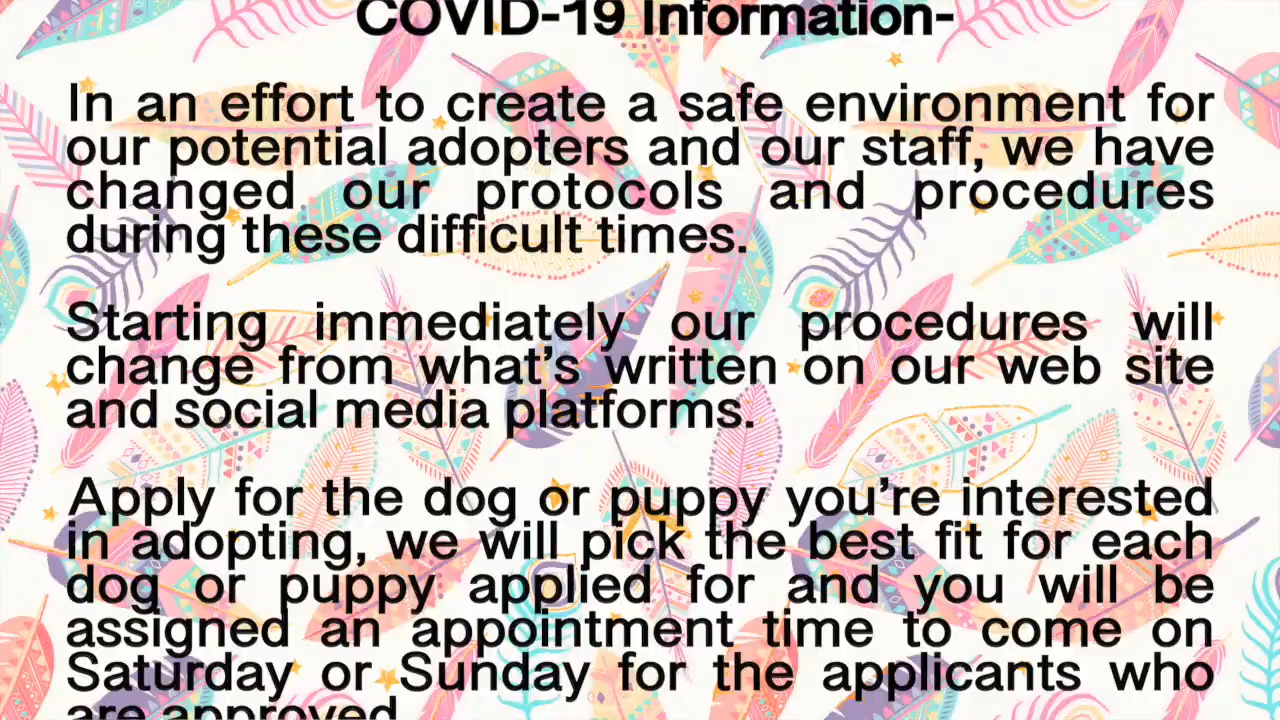 COVID-19 Information-
In an effort to create a safe environment for
our potential adopters and our staff, we have
changed our protocols and procedures
during these difficult times.
Starting immediately our procedures will
change from what’s written on our web site
and social media platforms.
Apply for the dog or puppy you’re interested
in adopting, we will pick the best fit for each
dog or puppy applied for and you will be
assigned an appointment time to come on
Saturday or Sunday for the applicants who
are approved